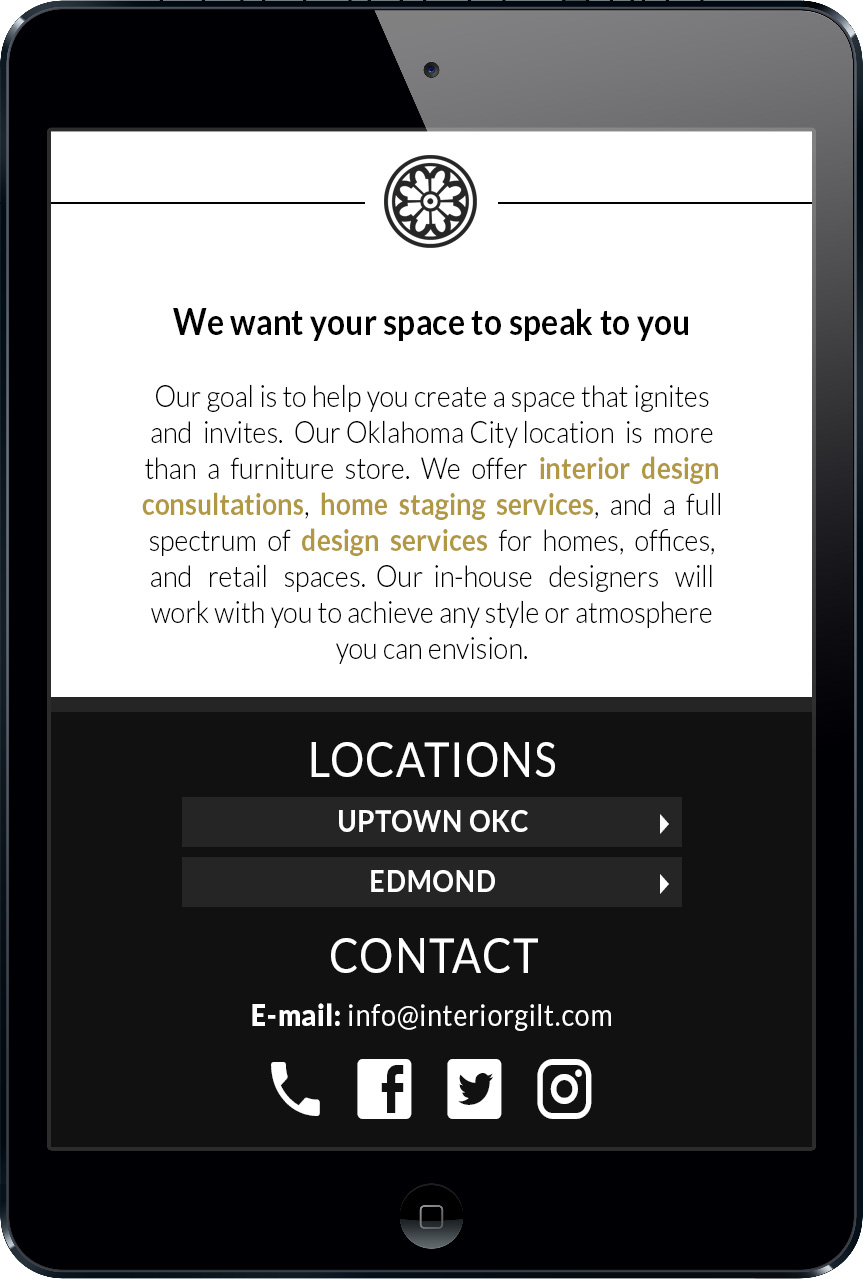 We want your space to speak to you
Our goal is to help you create a space that ignites
and invites. Our Oklahoma City location is more
than a furniture store. We offer interior design
consultations, home staging services, and a full
spectrum of design services for homes, offices,
and retail spaces. Our in-house designers will
work with you to achieve any style or atmosphere
you can envision.
LOCATIONS
UPTOWN OKC
EDMOND
CONTACT
E-mail: info@interiorgilt.com